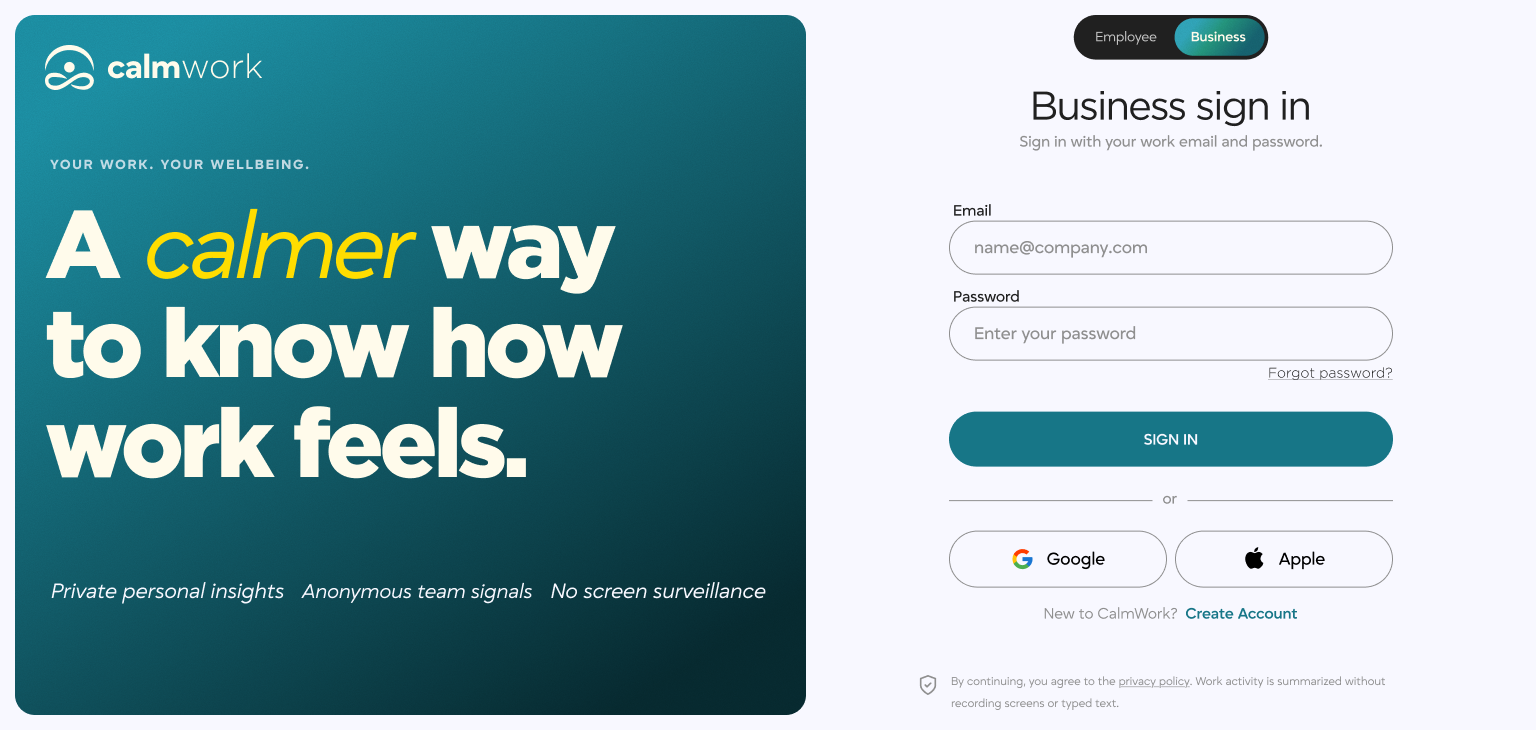 calmwork
YOUR WORK. YOUR WELLBEING.
A calmer way
to know how
work feels.
Private personal insights Anonymous team signals No screen surveillance
Employee Business
Business sign in
Sign in with your work email and password.
Email
name@company.com
Password
Enter your password
Forgot password?
SIGN IN
or
Google Apple
New to CalmWork? Create Account
By continuing, you agree to the privacy policy. Work activity is summarized without
recording screens or typed text.